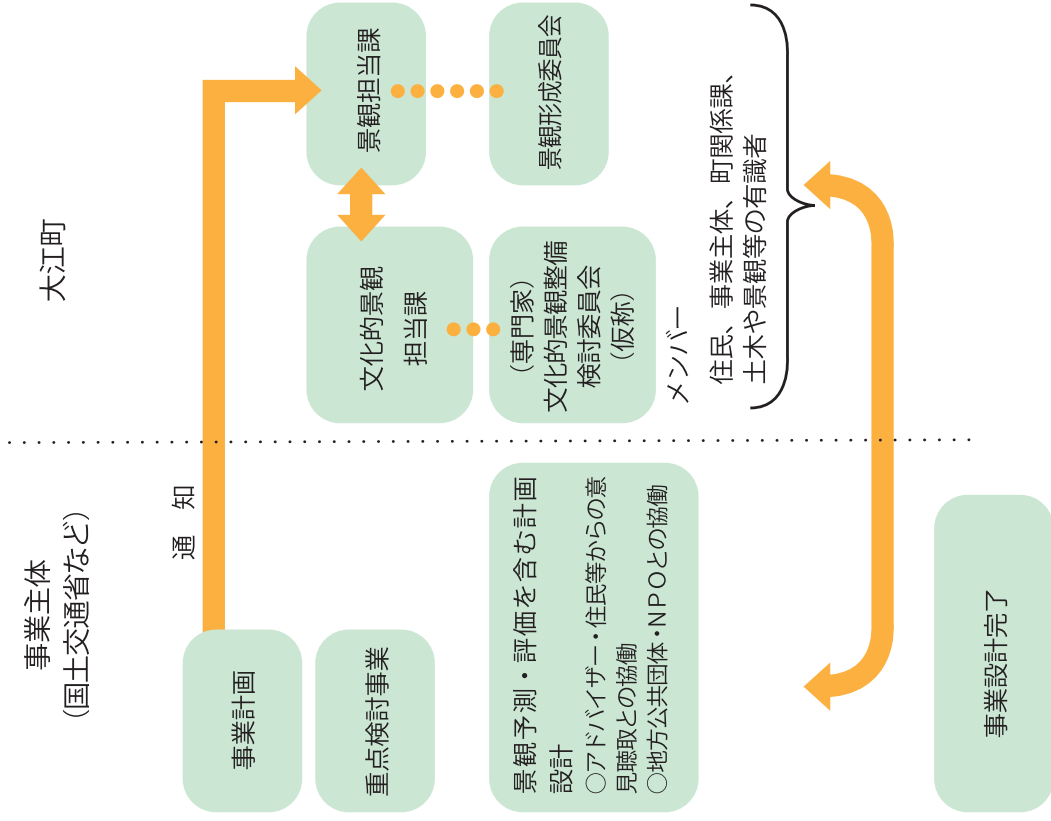 事業主体
（国土交通省など）
大江町
通　知
事業計画
重点検討事業
景観予測・評価を含む計画
設計
○アドバイザー・住民等からの意
見聴取との協働
○地方公共団体・NPOとの協働
事業設計完了
文化的景観
担当課
景観担当課
（専門家）
文化的景観整備
検討委員会
（仮称）
景観形成委員会
メンバー
住民、事業主体、町関係課、
土木や景観等の有識者